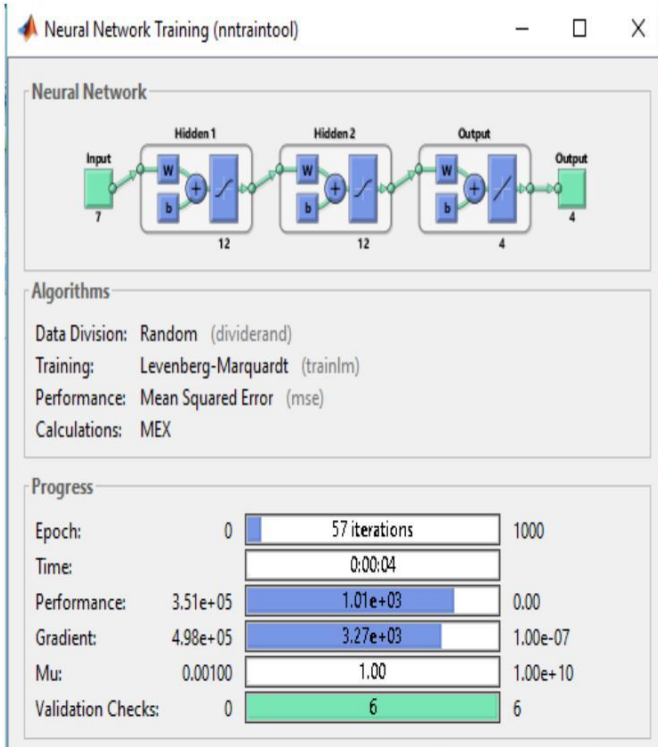 Neural Network Training (nntraintool)
Neural Network
Hidden 1 Hidden 2 Output
Input Output
W W W
+ + +
b b b
7 12 12 4 4
Algorithms
Data Division: Random (dividerand)
Training: Levenberg-Marquardt (trainlm)
Performance: Mean Squared Error (mse)
Calculations: MEX
Progress
Epoch: 0 57 iterations 1000
Time: 0:00:04
Performance: 3.51e+05 1.01e+03 0.00
Gradient: 4.98e+05 3.27e+03 1.00e-07
Mu: 0.00100 1.00 1.00e+10
Validation Checks: 0 6 6